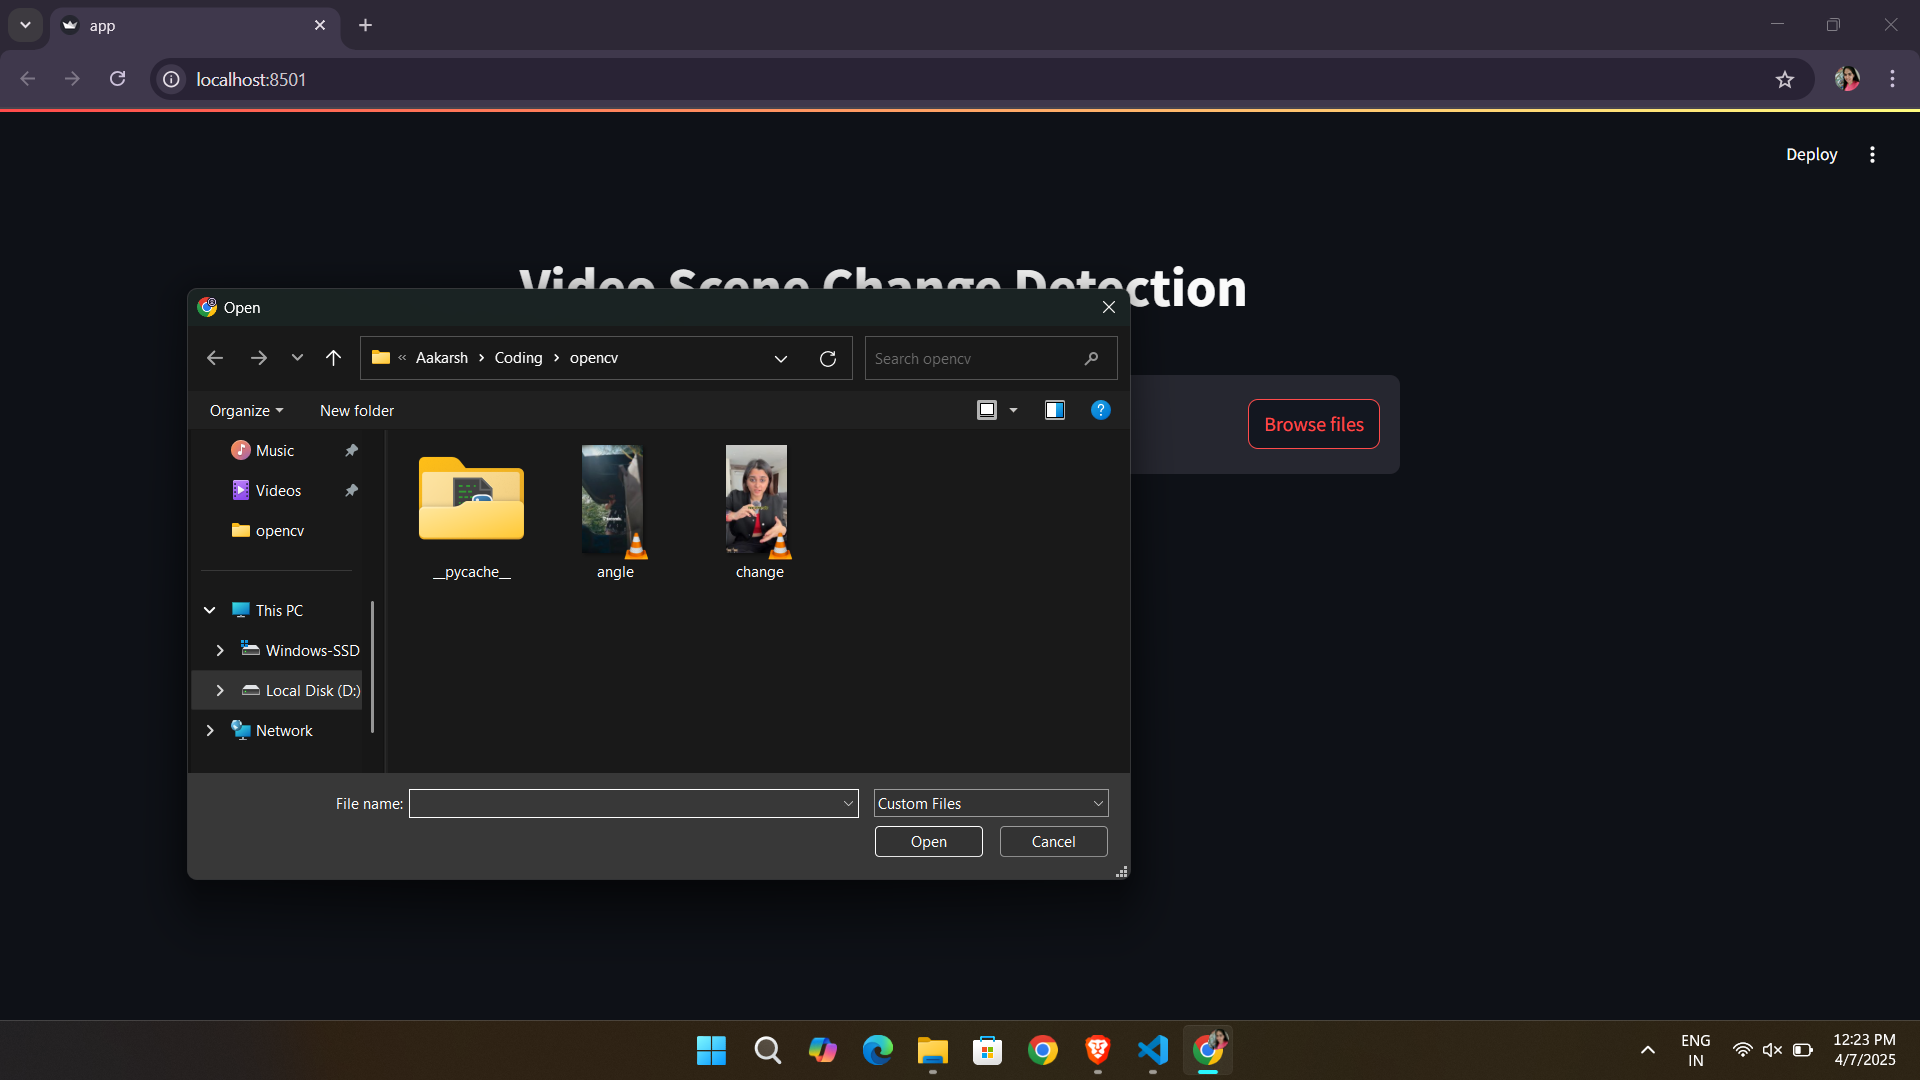 app
localhost:8501
Deploy
Video Scene Change Detection
Open
Aakarsh
Coding
opencv
Search opencv
Organize
New folder
Browse files
Music
Videos
opencv
__pycache__
angle
change
This PC
Windows-SSD
Local Disk (D:)
Network
File name:
Custom Files
Open
Cancel
ENG
IN
12:23 PM
4/7/2025